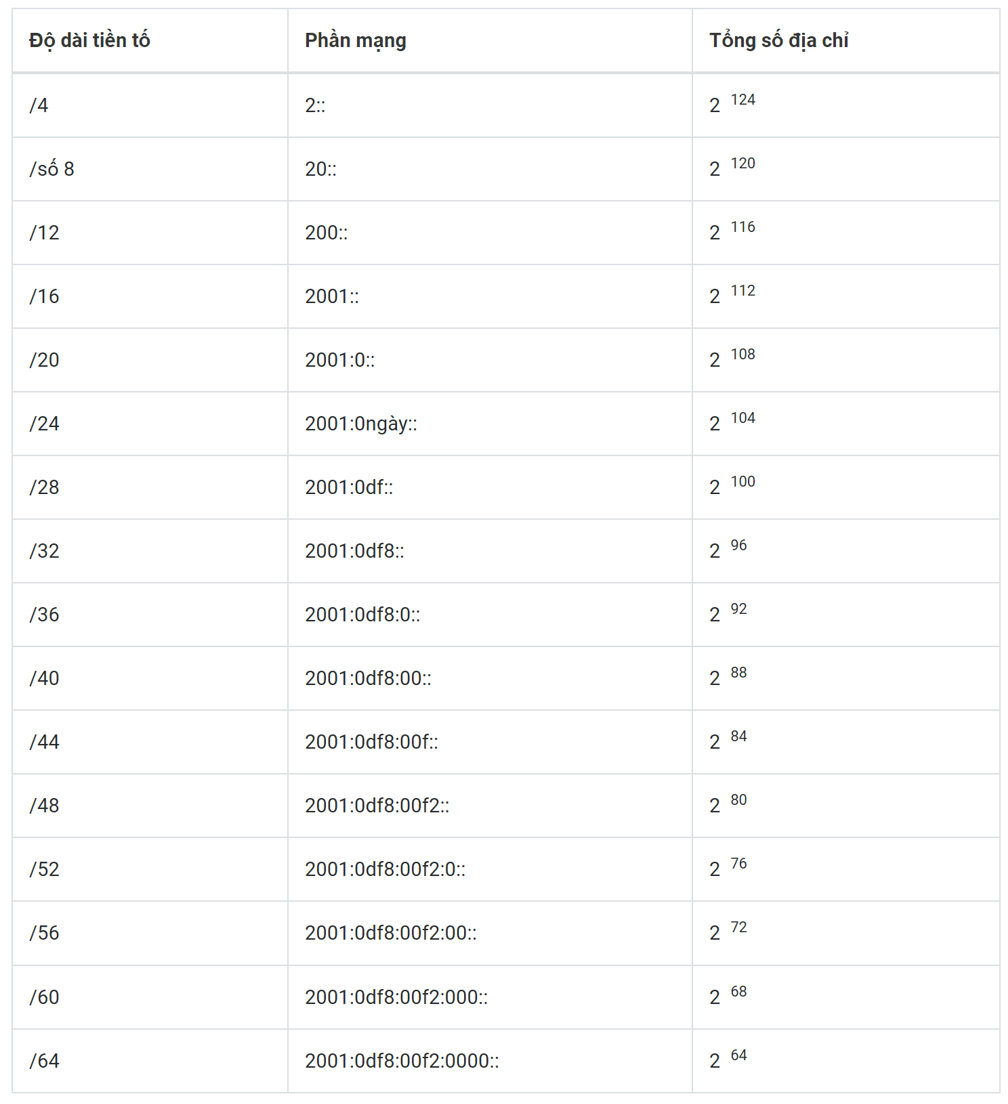 Độ dài tiền tố Phần mạng Tổng số địa chỉ
/4 2:: 2 124
/số 8 20:: 2 120
/12 200:: 2 116
/16 2001:: 2 112
/20 2001:0:: 2 108
/24 2001:0ngày:: 2 104
/28 2001:0df:: 2 100
/32 2001:0df8:: 2 96
/36 2001:0df8:0:: 2 92
/40 2001:0df8:00:: 2 88
/44 2001:0df8:00f:: 2 84
/48 2001:0df8:00f2:: 2 80
/52 2001:0df8:00f2:0:: 2 76
/56 2001:0df8:00f2:00:: 2 72
/60 2001:0df8:00f2:000:: 2 68
/64 2001:0df8:00f2:0000:: 2 64